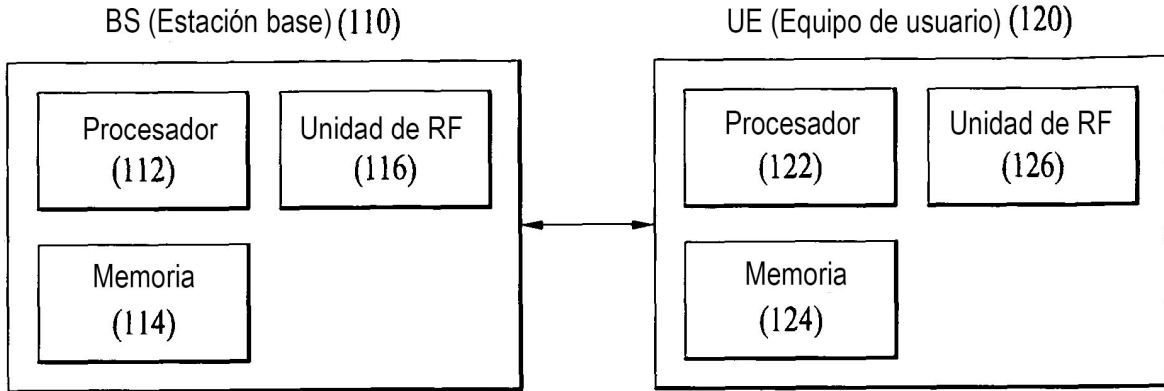 BS (Estación base) (110)
Procesador
(112)
Unidad de RF
(116)
Memoria
(114)
UE (Equipo de usuario) (120)
Procesador
(122)
Unidad de RF
(126)
Memoria
(124)